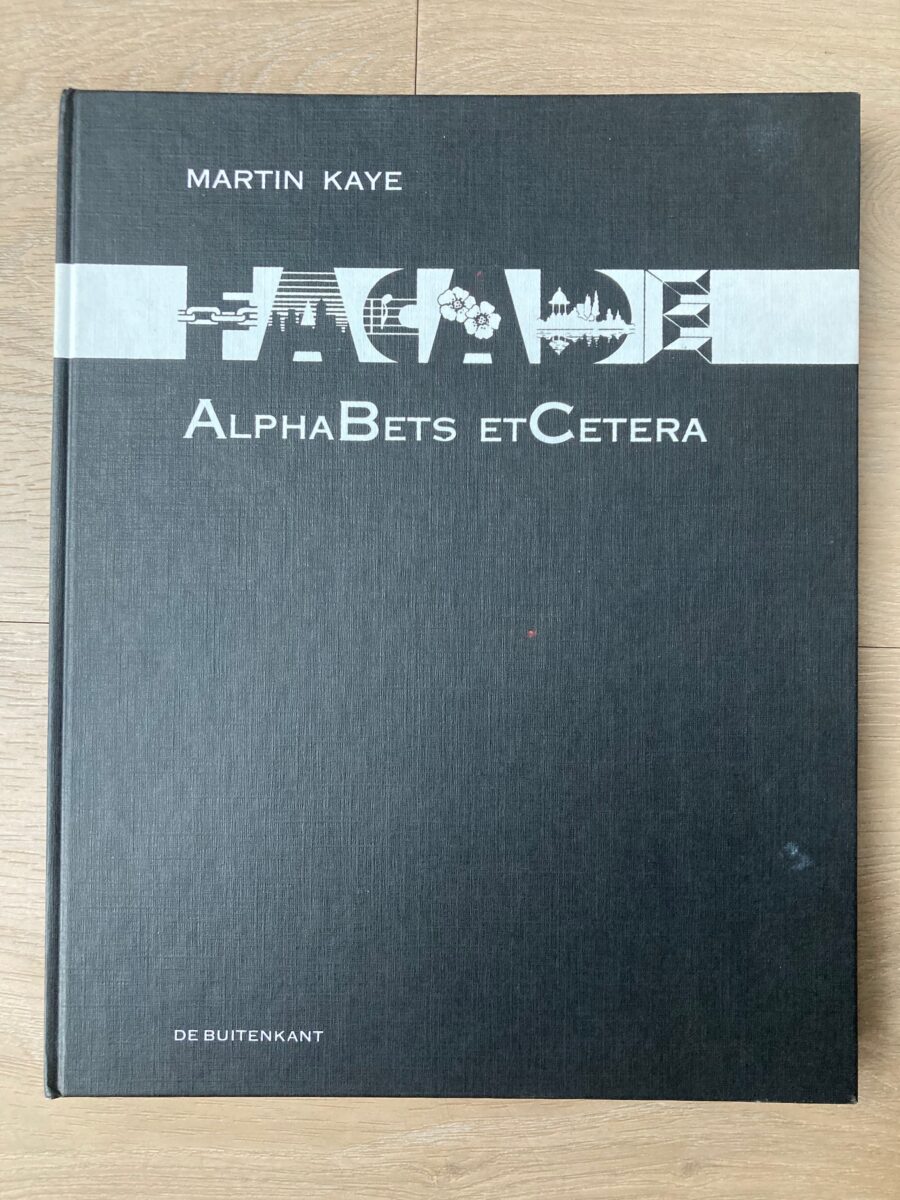 MARTIN KAYE
FACADE
ALPHABETS ETCETERA
DE BUITENKANT